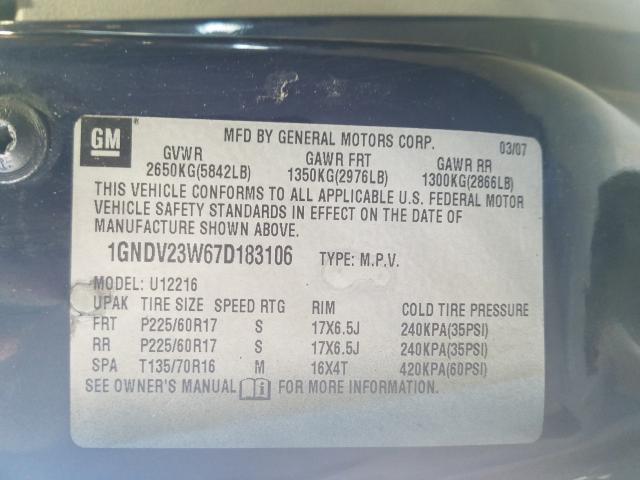 GM MFD BY GENERAL MOTORS CORP. 03/07
GVWR GAWR FRT GAWR RR
2650KG(5842LB) 1350KG(2976LB) 1300KG(2866LB)
THIS VEHICLE CONFORMS TO ALL APPLICABLE U.S. FEDERAL MOTOR
VEHICLE SAFETY STANDARDS IN EFFECT ON THE DATE OF
MANUFACTURE SHOWN ABOVE.
1GNDV23W67D183106 TYPE: M.P.V.
MODEL: U12216
UPAK TIRE SIZE SPEED RTG RIM COLD TIRE PRESSURE
FRT P225/60R17 S 17X6.5J 240KPA(35PSI)
RR P225/60R17 S 17X6.5J 240KPA(35PSI)
SPA T135/70R16 M 16X4T 420KPA(60PSI)
SEE OWNER'S MANUAL FOR MORE INFORMATION.